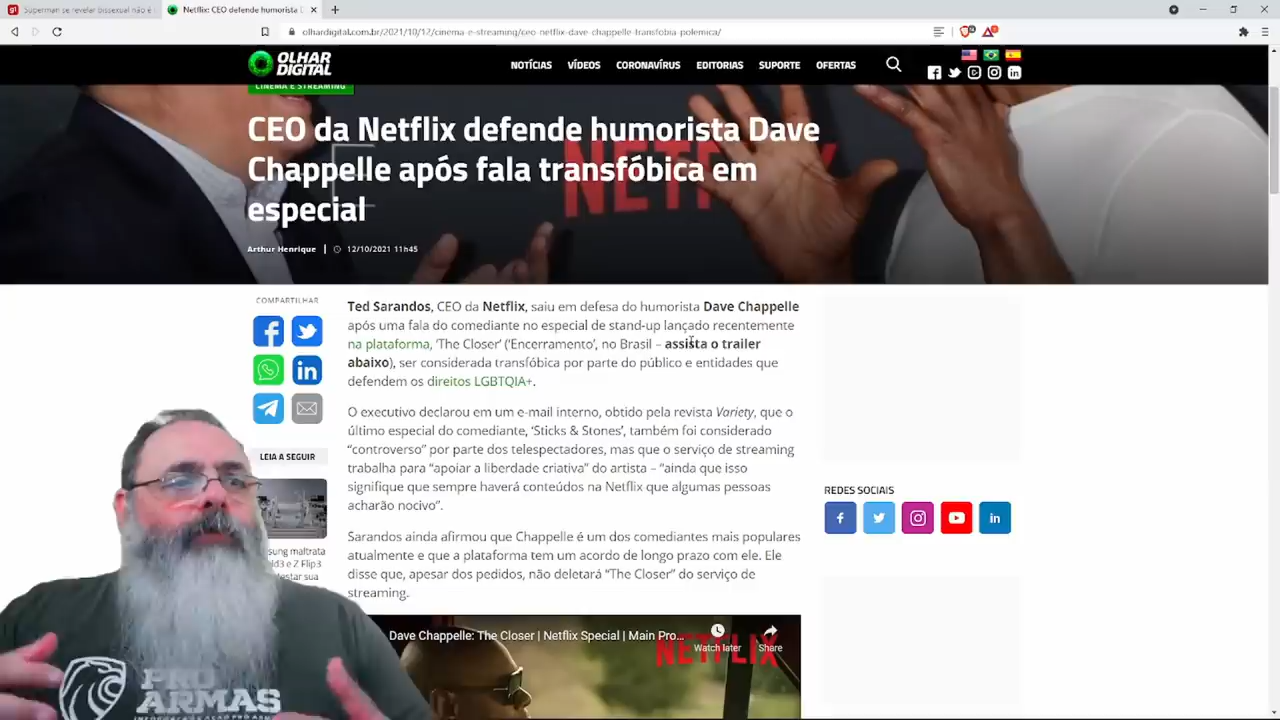 Superman se revelar bissexual não é
Netflix: CEO defende humorista D
olhardigital.com.br/2021/10/12/cinema-e-streaming/ceo-netflix-dave-chappelle-transfobia-polemica/
OLHAR
DIGITAL
NOTÍCIAS VÍDEOS CORONAVÍRUS EDITORIAS SUPORTE OFERTAS
CINEMA E STREAMING
CEO da Netflix defende humorista Dave
Chappelle após fala transfóbica em
especial
Arthur Henrique | 12/10/2021 11h45
COMPARTILHAR
Ted Sarandos, CEO da Netflix, saiu em defesa do humorista Dave Chappelle
após uma fala do comediante no especial de stand-up lançado recentemente
na plataforma, ‘The Closer’ (‘Encerramento’, no Brasil – assista o trailer
abaixo), ser considerada transfóbica por parte do público e entidades que
defendem os direitos LGBTQIA+.
O executivo declarou em um e-mail interno, obtido pela revista Variety, que o
último especial do comediante, ‘Sticks & Stones’, também foi considerado
“controverso” por parte dos telespectadores, mas que o serviço de streaming
trabalha para “apoiar a liberdade criativa” do artista – “ainda que isso
signifique que sempre haverá conteúdos na Netflix que algumas pessoas
acharão nocivo”.
Sarandos ainda afirmou que Chappelle é um dos comediantes mais populares
atualmente e que a plataforma tem um acordo de longo prazo com ele. Ele
disse que, apesar dos pedidos, não deletará “The Closer” do serviço de
streaming.
LEIA A SEGUIR
sung maltrata
ld3 e Z Flip3
estar sua
REDES SOCIAIS
Dave Chappelle: The Closer | Netflix Special | Main Pro...
Watch later
Share
NETFLIX
PRO
ARMAS